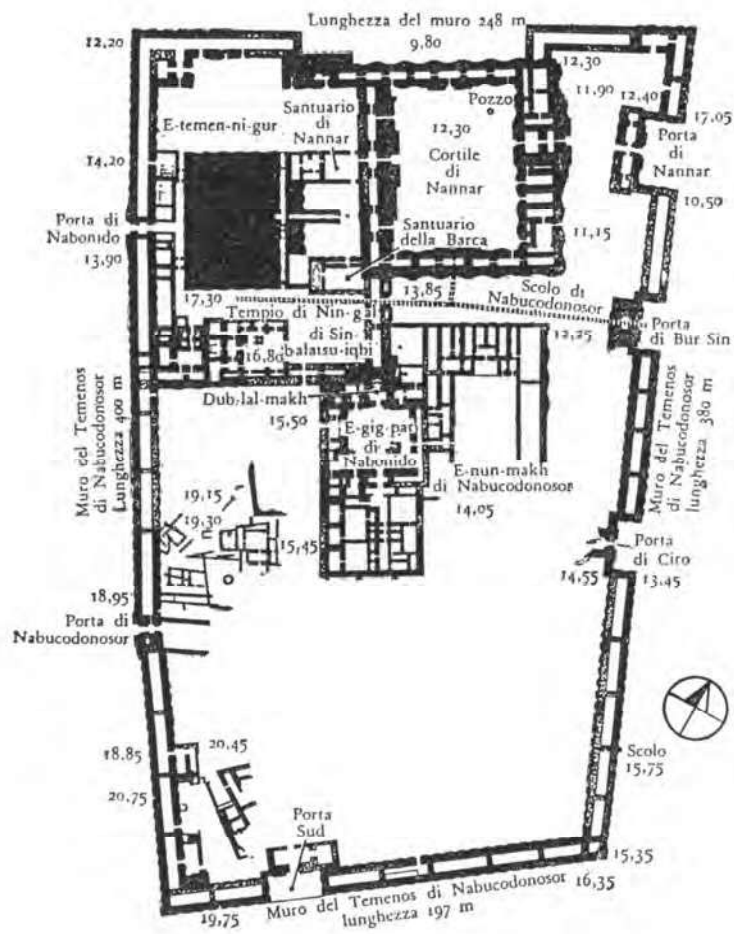 Lunghezza del muro 248 m
9,80
12,20
12,30
11,90
12,40
17,05
Pozzo
Santuario
di
Nannar
E-temen-ni-gur
12,30
Cortile
di
Nannar
Porta
di
Nannar
14,20
10,50
Porta di
Nabonido
13,90
Santuario
della Barca
11,15
17,30
13,85
Scolo di
Nabucodonosor
Tempio di Nin-gal
di Sin-
balatsu-iqbi
16,80
12,25
Porta
di Bur Sin
Dub-lal-makh
15,50
E-gig-par
di
Nabonido
E-nun-makh
di Nabucodonosor
14,05
Muro del Temenos
di Nabucodonosor
Lunghezza 400 m
Muro del Temenos
di Nabucodonosor
lunghezza 380 m
19,15
19,30
15,45
Porta
di Ciro
14,55
13,45
18,95
Porta di
Nabucodonosor
18,85
20,45
20,75
Scolo
15,75
Porta
Sud
15,35
16,35
19,75
Muro del Temenos di Nabucodonosor
lunghezza 197 m